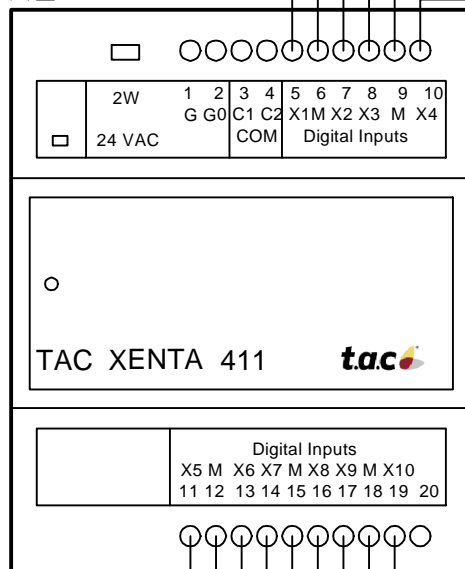 2W 1 2 3 4 5 6 7 8 9 10
G G0 C1 C2 X1 M X2 X3 M X4
24 VAC COM Digital Inputs
TAC XENTA 411 t.a.c
Digital Inputs
X5 M X6 X7 M X8 X9 M X10
11 12 13 14 15 16 17 18 19 20